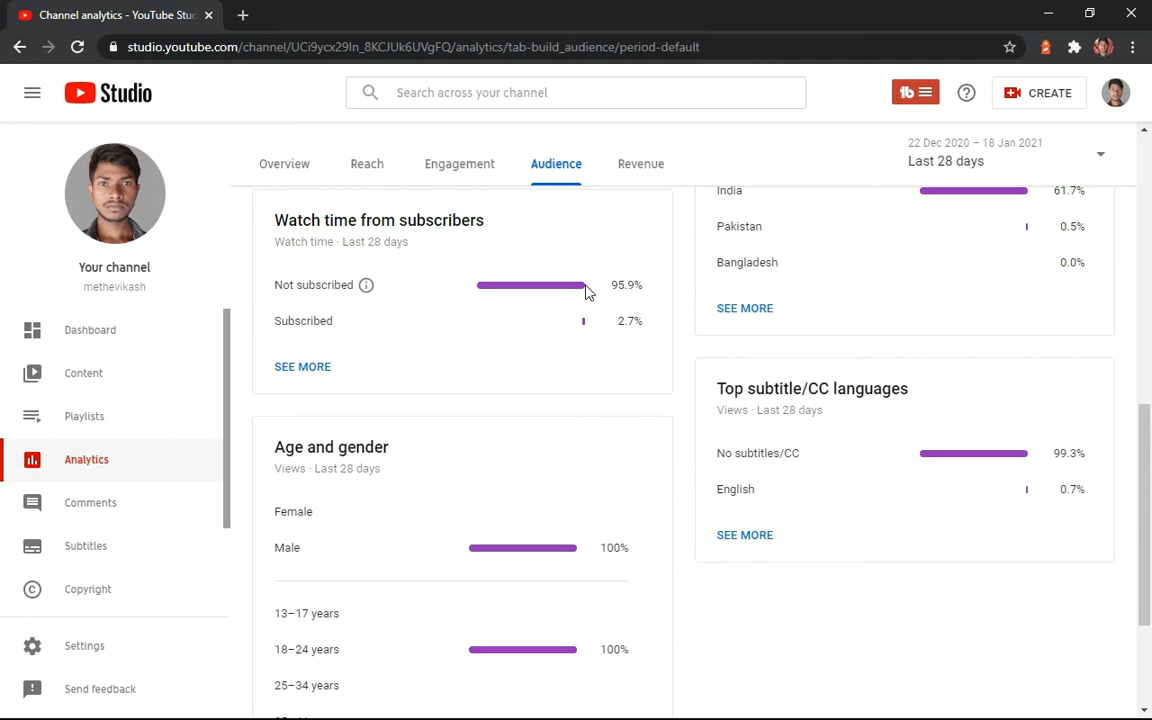 Channel analytics - YouTube Stu
studio.youtube.com/channel/UCi9ycx29In_8KCJUk6UVgFQ/analytics/tab-build_audience/period-default
Studio
Search across your channel
tb
CREATE
Your channel
methevikash
Dashboard
Content
Playlists
Analytics
Comments
Subtitles
Copyright
Settings
Send feedback
Overview
Reach
Engagement
Audience
Revenue
22 Dec 2020 – 18 Jan 2021
Last 28 days
Watch time from subscribers
Watch time · Last 28 days
Not subscribed 95.9%
Subscribed 2.7%
SEE MORE
Age and gender
Views · Last 28 days
Female
Male 100%
13–17 years
18–24 years 100%
25–34 years
India 61.7%
Pakistan 0.5%
Bangladesh 0.0%
SEE MORE
Top subtitle/CC languages
Views · Last 28 days
No subtitles/CC 99.3%
English 0.7%
SEE MORE